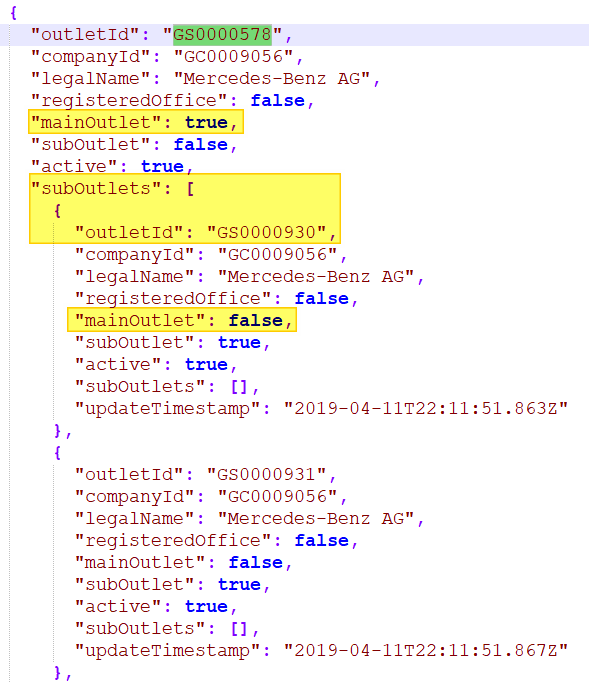 {
"outletId": "GS0000578",
"companyId": "GC0009056",
"legalName": "Mercedes-Benz AG",
"registeredOffice": false,
"mainOutlet": true,
"subOutlet": false,
"active": true,
"subOutlets": [
{
"outletId": "GS0000930",
"companyId": "GC0009056",
"legalName": "Mercedes-Benz AG",
"registeredOffice": false,
"mainOutlet": false,
"subOutlet": true,
"active": true,
"subOutlets": [],
"updateTimestamp": "2019-04-11T22:11:51.863Z"
},
{
"outletId": "GS0000931",
"companyId": "GC0009056",
"legalName": "Mercedes-Benz AG",
"registeredOffice": false,
"mainOutlet": false,
"subOutlet": true,
"active": true,
"subOutlets": [],
"updateTimestamp": "2019-04-11T22:11:51.867Z"
},